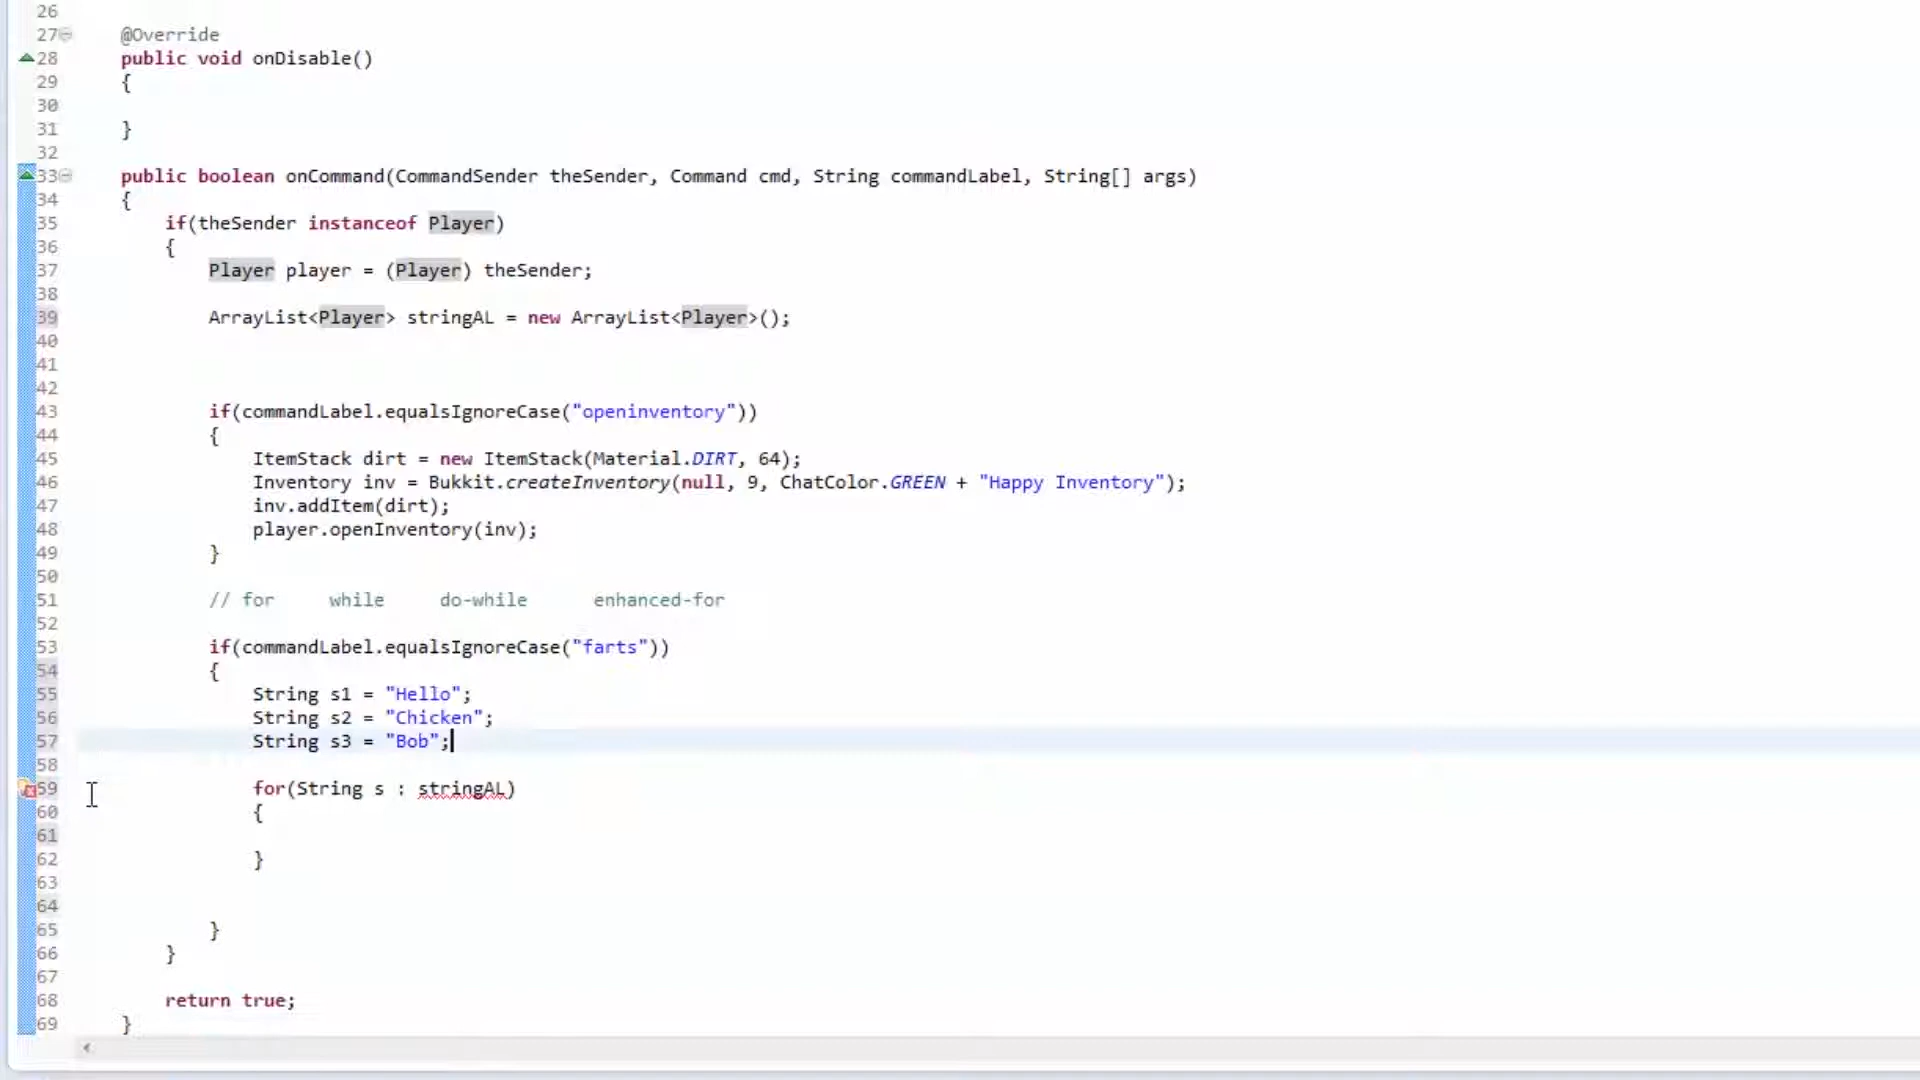 26
27 @Override
28 public void onDisable()
29 {
30
31 }
32
33 public boolean onCommand(CommandSender theSender, Command cmd, String commandLabel, String[] args)
34 {
35 if(theSender instanceof Player)
36 {
37 Player player = (Player) theSender;
38
39 ArrayList<Player> stringAL = new ArrayList<Player>();
40
41
42
43 if(commandLabel.equalsIgnoreCase("openinventory"))
44 {
45 ItemStack dirt = new ItemStack(Material.DIRT, 64);
46 Inventory inv = Bukkit.createInventory(null, 9, ChatColor.GREEN + "Happy Inventory");
47 inv.addItem(dirt);
48 player.openInventory(inv);
49 }
50
51 // for while do-while enhanced-for
52
53 if(commandLabel.equalsIgnoreCase("farts"))
54 {
55 String s1 = "Hello";
56 String s2 = "Chicken";
57 String s3 = "Bob";
58
59 for(String s : stringAL)
60 {
61
62 }
63
64
65 }
66 }
67
68 return true;
69 }